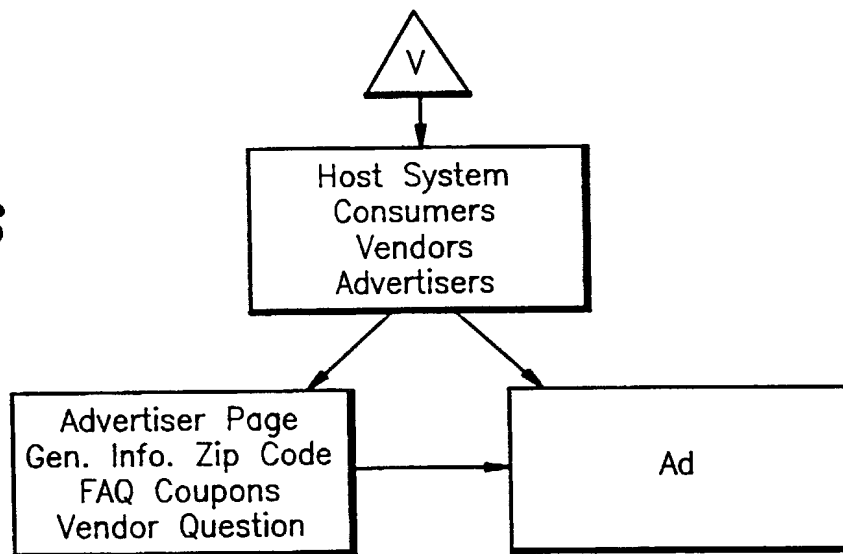 V
Host System
Consumers
Vendors
Advertisers
Advertiser Page
Gen. Info. Zip Code
FAQ Coupons
Vendor Question
Ad